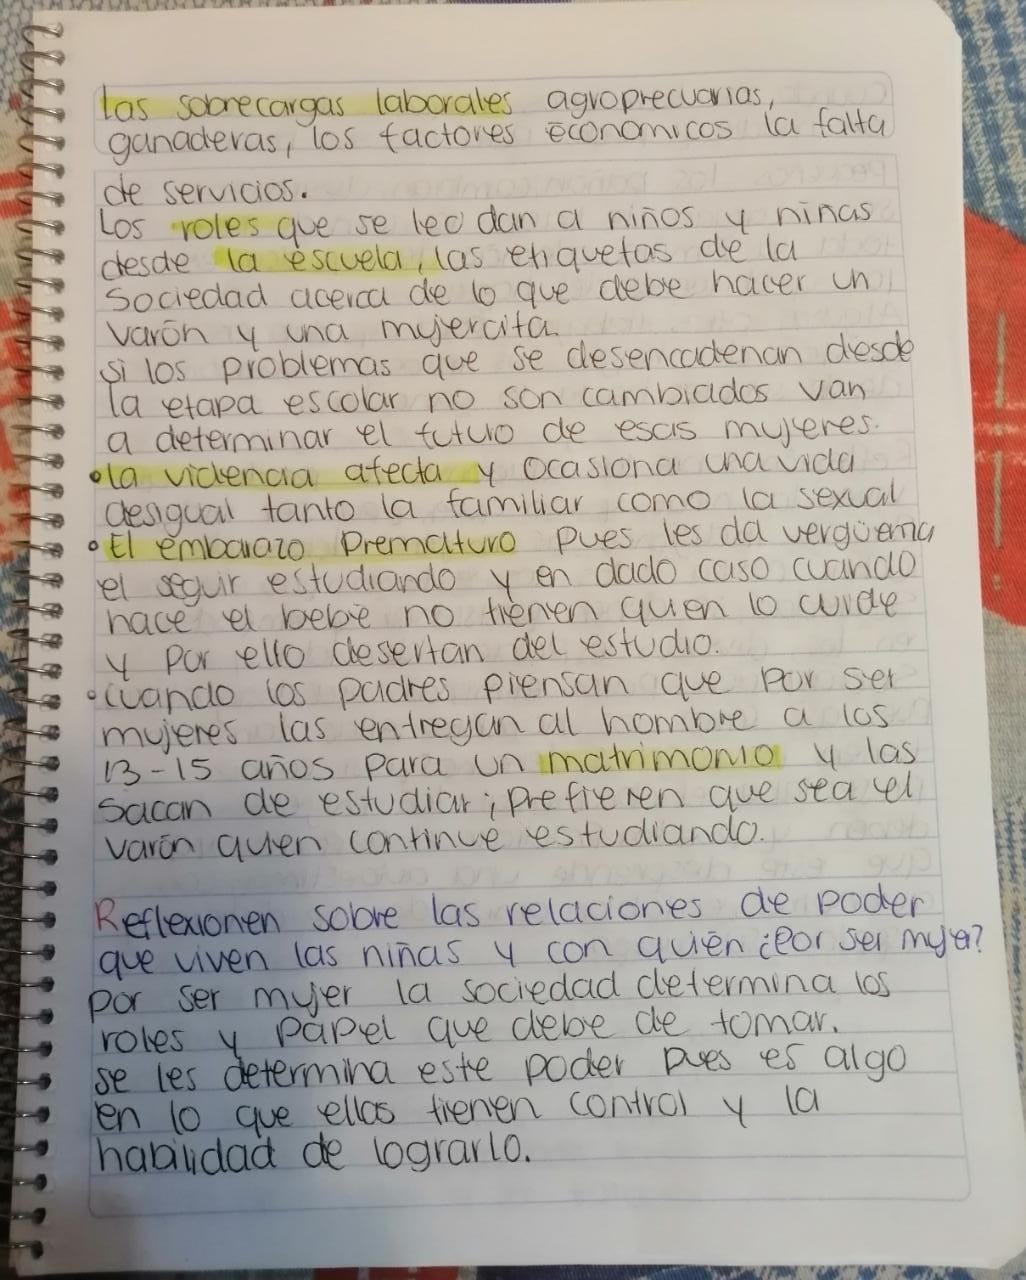 las sobrecargas laborales agroprecuarias,
ganaderas, los factores economicos la falta
de servicios.
Los roles que se leo dan a niños y niñas
desde la escuela, las etiquetas de la
Sociedad acerca de lo que debe hacer un
varón y una mujercita.
si los problemas que se desencadenan desde
la etapa escolar no son cambiados van
a determinar el futuro de esas mujeres.
•la violencia afecta y ocasiona una vida
desigual tanto la familiar como la sexual
•El embarazo Prematuro pues les da vergüenza
el seguir estudiando y en dado caso cuando
nace el bebé no tienen quien lo cuide
y por ello desertan del estudio.
•cuando los padres piensan que por ser
mujeres las entregan al hombre a los
13-15 años para un matrimonio y las
sacan de estudiar; prefieren que sea el
varón quien continue estudiando.
Reflexionen sobre las relaciones de poder
que viven las niñas y con quién ¿Por ser mujer?
por ser mujer la sociedad determina los
roles y papel que debe de tomar.
se les determina este poder pues es algo
en lo que ellas tienen control y la
habilidad de lograrlo.